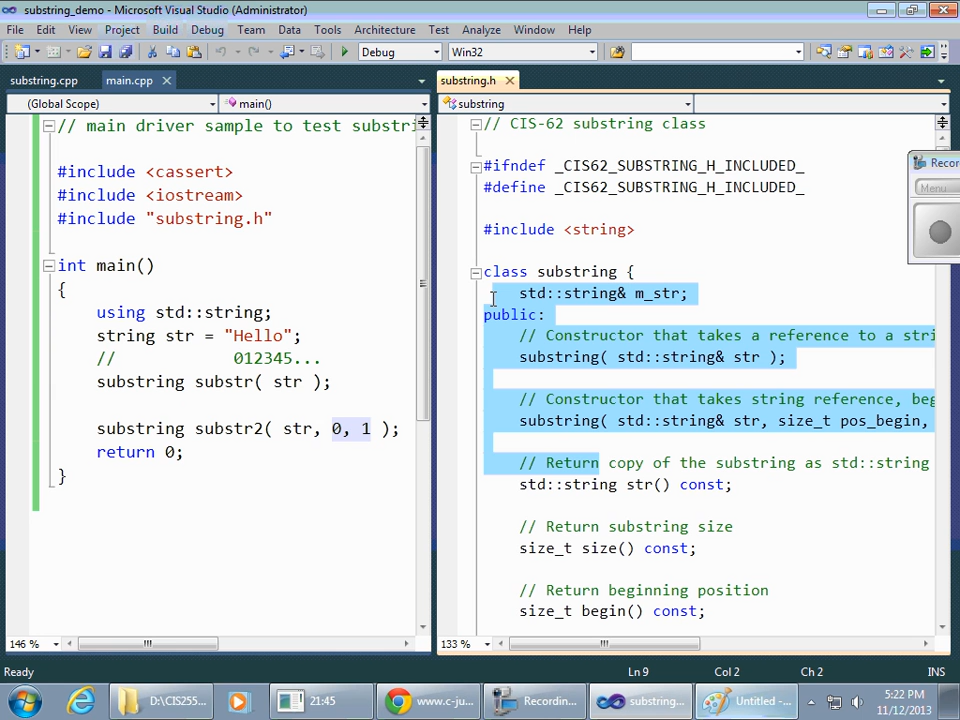 substring_demo - Microsoft Visual Studio (Administrator)
File Edit View Project Build Debug Team Data Tools Architecture Test Analyze Window Help
Debug Win32
substring.cpp main.cpp substring.h
(Global Scope) main() substring
// main driver sample to test substri
#include <cassert>
#include <iostream>
#include "substring.h"
int main()
{
using std::string;
string str = "Hello";
// 012345...
substring substr( str );
substring substr2( str, 0, 1 );
return 0;
}
146 %
// CIS-62 substring class
#ifndef _CIS62_SUBSTRING_H_INCLUDED_
#define _CIS62_SUBSTRING_H_INCLUDED_
#include <string>
class substring {
std::string& m_str;
public:
// Constructor that takes a reference to a stri
substring( std::string& str );
// Constructor that takes string reference, beg
substring( std::string& str, size_t pos_begin,
// Return copy of the substring as std::string
std::string str() const;
// Return substring size
size_t size() const;
// Return beginning position
size_t begin() const;
133 %
Recor
Menu
Ready Ln 9 Col 2 Ch 2 INS
D:\CIS255... 21:45 www.c-ju... Recordin... substring... Untitled -... 5:22 PM
11/12/2013